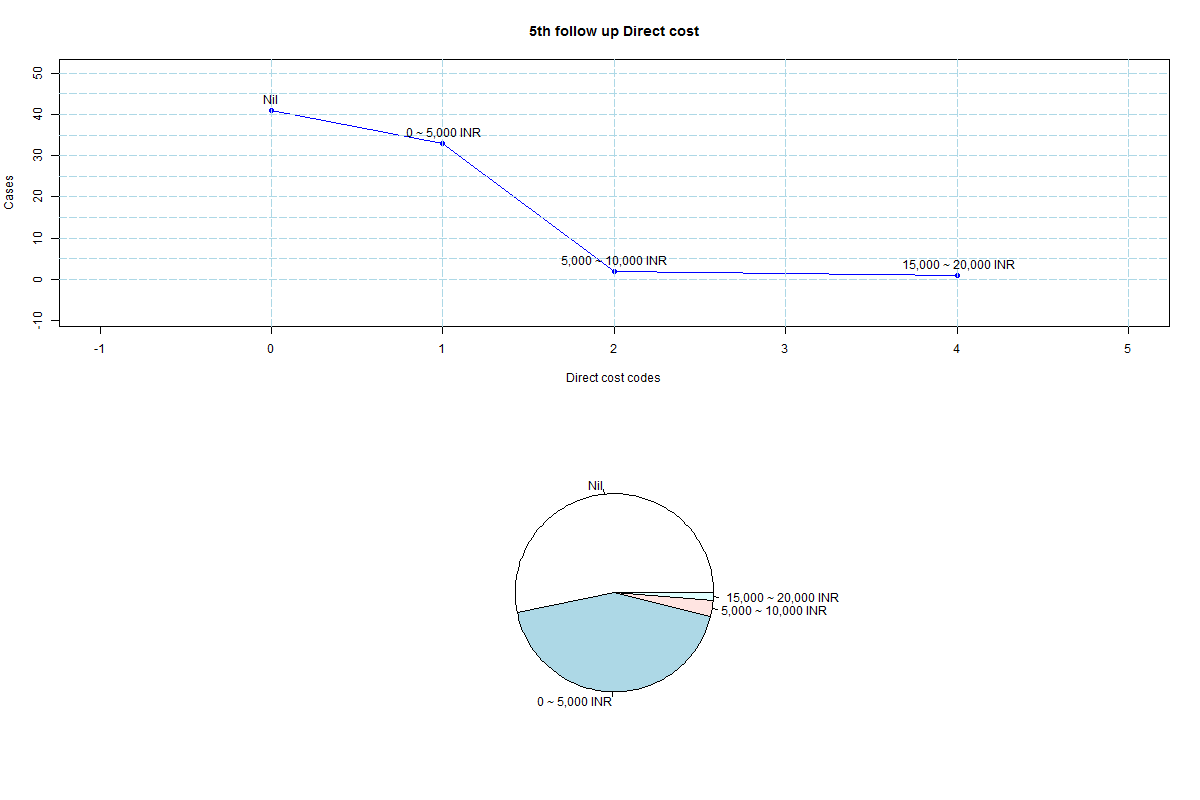 5th follow up Direct cost
50
40
30
20
10
0
-10
Cases
Nil
0 ~ 5,000 INR
5,000 ~ 10,000 INR
15,000 ~ 20,000 INR
-1 0 1 2 3 4 5
Direct cost codes
Nil
15,000 ~ 20,000 INR
5,000 ~ 10,000 INR
0 ~ 5,000 INR